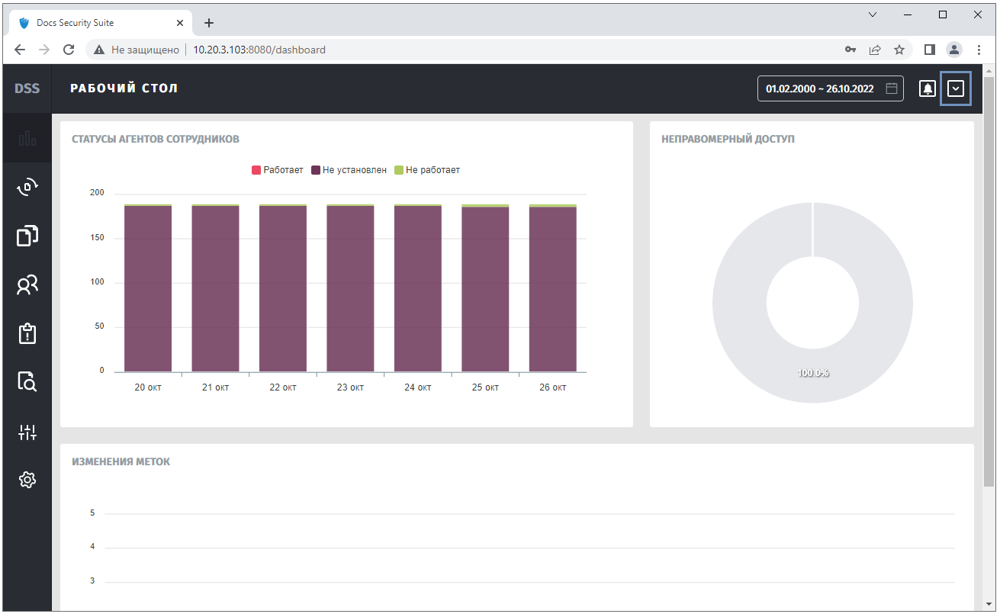 Docs Security Suite
Не защищено
10.20.3.103:8080/dashboard
DSS
РАБОЧИЙ СТОЛ
01.02.2000 ~ 26.10.2022
СТАТУСЫ АГЕНТОВ СОТРУДНИКОВ
Работает Не установлен Не работает
200
150
100
50
0
20 окт 21 окт 22 окт 23 окт 24 окт 25 окт 26 окт
НЕПРАВОМЕРНЫЙ ДОСТУП
100.0%
ИЗМЕНЕНИЯ МЕТОК
5
4
3